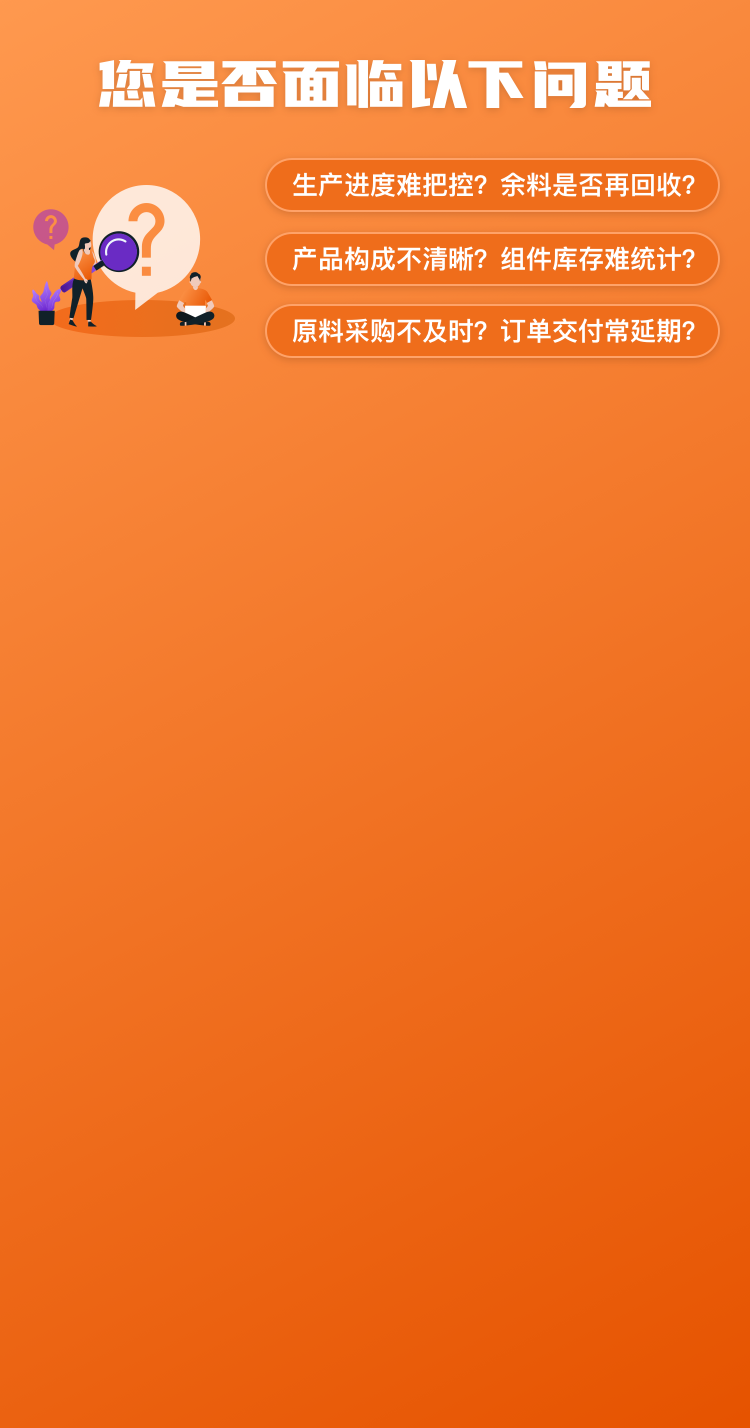 您是否面临以下问题
生产进度难把控? 余料是否再回收?
产品构成不清晰? 组件库存难统计?
原料采购不及时? 订单交付常延期?